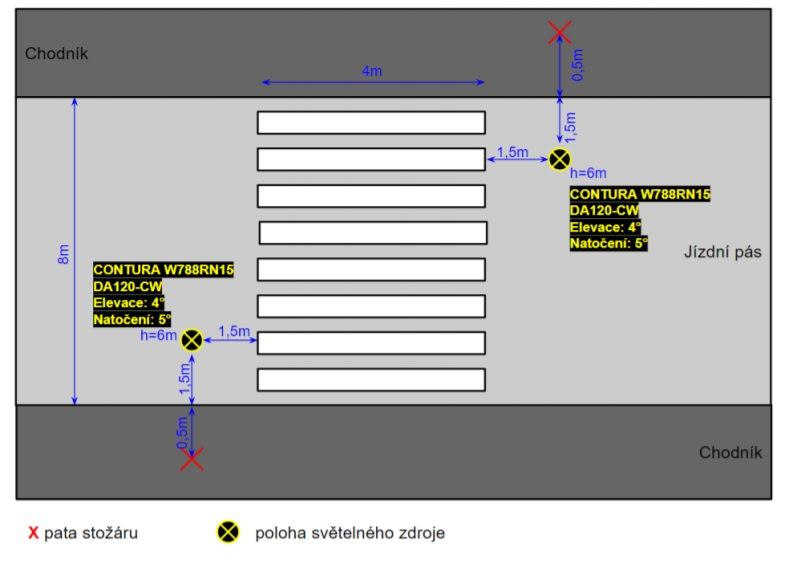 Chodník
0,5m
4m
1,5m
1,5m
h=6m
CONTURA W788RN15
DA120-CW
Elevace: 4°
Natočení: 5°
Jízdní pás
8m
CONTURA W788RN15
DA120-CW
Elevace: 4°
Natočení: 5°
h=6m
1,5m
1,5m
0,5m
Chodník
X pata stožáru
poloha světelného zdroje